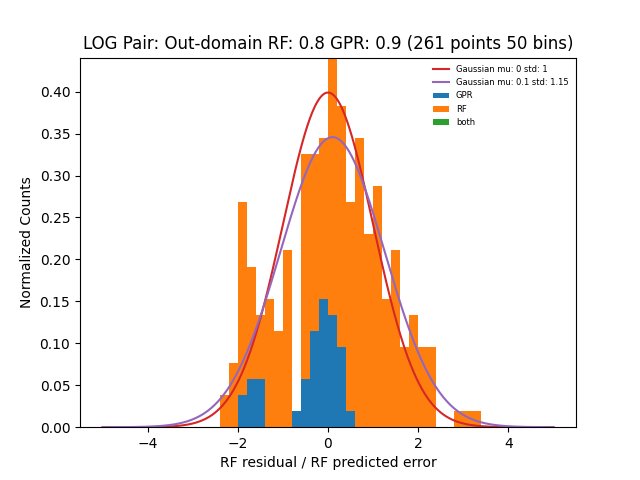 LOG Pair: Out-domain RF: 0.8 GPR: 0.9 (261 points 50 bins)
Gaussian mu: 0 std: 1
Gaussian mu: 0.1 std: 1.15
GPR
RF
both
Normalized Counts
0.40
0.35
0.30
0.25
0.20
0.15
0.10
0.05
0.00
−4 −2 0 2 4
RF residual / RF predicted error